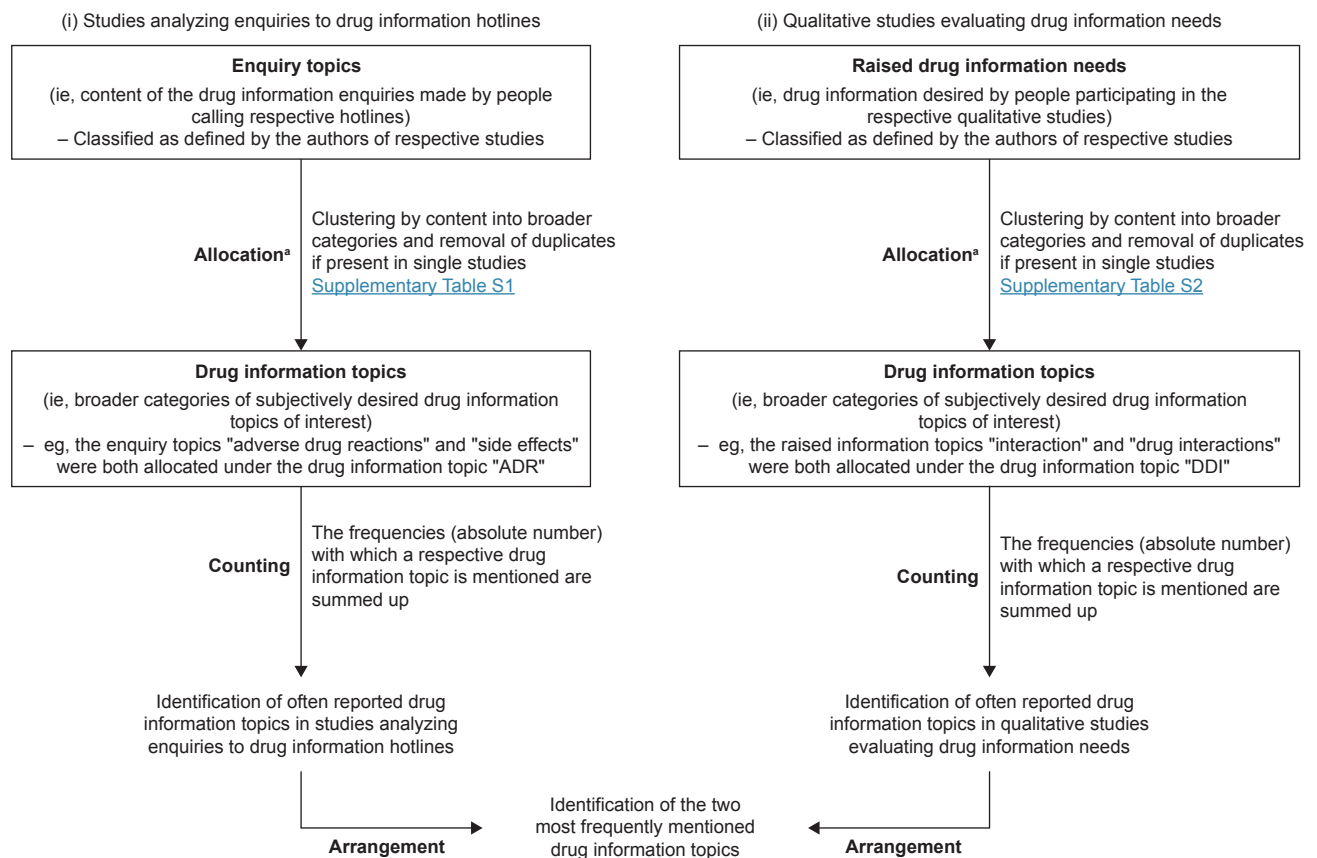 (i) Studies analyzing enquiries to drug information hotlines
Enquiry topics
(ie, content of the drug information enquiries made by people
calling respective hotlines)
– Classified as defined by the authors of respective studies
Allocationᵃ
Clustering by content into broader
categories and removal of duplicates
if present in single studies
Supplementary Table S1
Drug information topics
(ie, broader categories of subjectively desired drug information
topics of interest)
– eg, the enquiry topics "adverse drug reactions" and "side effects"
were both allocated under the drug information topic "ADR"
Counting
The frequencies (absolute number)
with which a respective drug
information topic is mentioned are
summed up
Identification of often reported drug
information topics in studies analyzing
enquiries to drug information hotlines
Arrangement
(ii) Qualitative studies evaluating drug information needs
Raised drug information needs
(ie, drug information desired by people participating in the
respective qualitative studies)
– Classified as defined by the authors of respective studies
Allocationᵃ
Clustering by content into broader
categories and removal of duplicates
if present in single studies
Supplementary Table S2
Drug information topics
(ie, broader categories of subjectively desired drug information
topics of interest)
– eg, the raised information topics "interaction" and "drug interactions"
were both allocated under the drug information topic "DDI"
Counting
The frequencies (absolute number)
with which a respective drug
information topic is mentioned are
summed up
Identification of often reported drug
information topics in qualitative studies
evaluating drug information needs
Arrangement
Identification of the two
most frequently mentioned
drug information topics